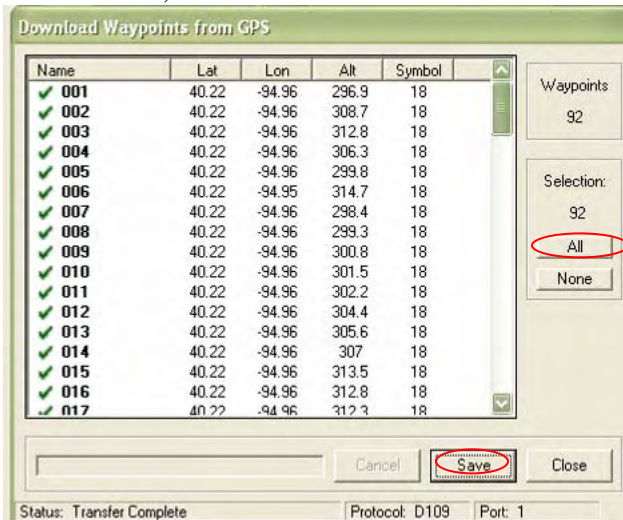 Download Waypoints from GPS
Name Lat Lon Alt Symbol
001 40.22 -94.96 296.9 18
002 40.22 -94.96 308.7 18
003 40.22 -94.96 312.8 18
004 40.22 -94.96 306.3 18
005 40.22 -94.96 299.8 18
006 40.22 -94.95 314.7 18
007 40.22 -94.96 298.4 18
008 40.22 -94.96 299.3 18
009 40.22 -94.96 300.8 18
010 40.22 -94.96 301.5 18
011 40.22 -94.96 302.2 18
012 40.22 -94.96 304.4 18
013 40.22 -94.96 305.6 18
014 40.22 -94.96 307 18
015 40.22 -94.96 313.5 18
016 40.22 -94.96 312.8 18
017 40.22 -94.96 312.3 18
Waypoints
92
Selection:
92
All
None
Cancel Save Close
Status: Transfer Complete Protocol: D109 Port: 1